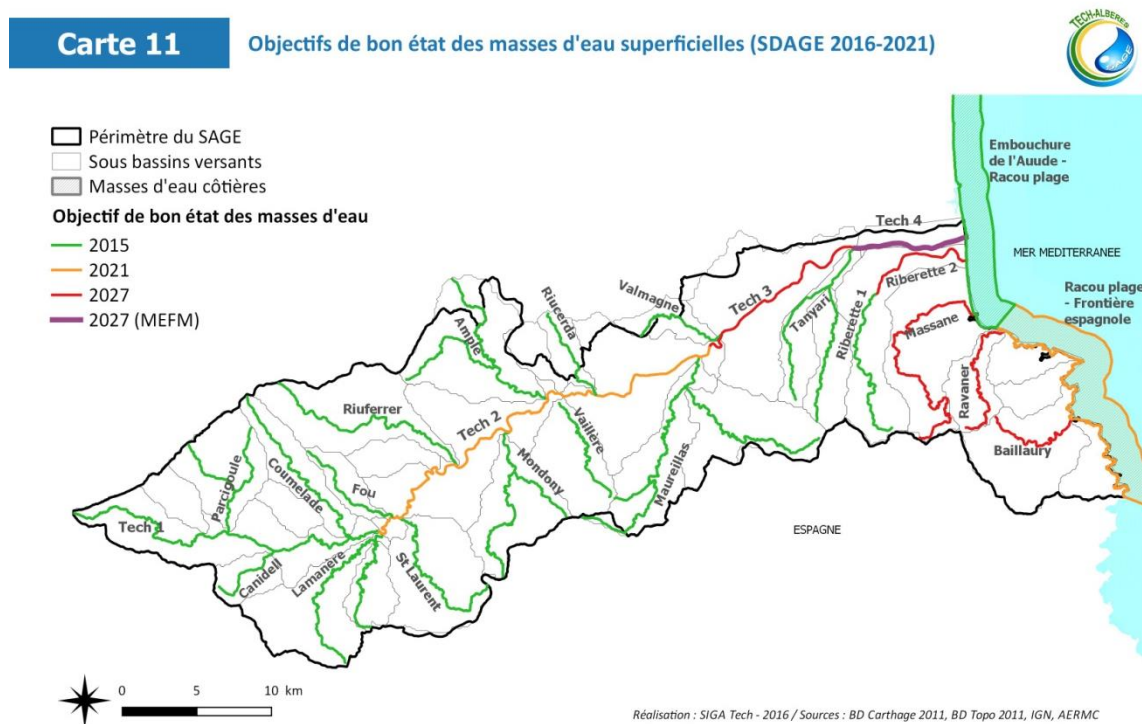 Carte 11
Objectifs de bon état des masses d'eau superficielles (SDAGE 2016-2021)
TECH-ALBERES
SAGE
Périmètre du SAGE
Sous bassins versants
Masses d'eau côtières
Objectif de bon état des masses d'eau
2015
2021
2027
2027 (MEFM)
Embouchure
de l'Auude -
Racou plage
MER MEDITERRANEE
Racou plage
- Frontière
espagnole
Tech 4
Tech 3
Riberette 2
Riberette 1
Tanyari
Massane
Ravaner
Baillaury
Valmagne
Riucerda
Ample
Riuferrer
Tech 2
Vaillère
Maureillas
Mondony
Fou
Coumelade
Parcigoule
Tech 1
Canidell
Lamanère
St Laurent
ESPAGNE
0 5 10 km
Réalisation : SIGA Tech - 2016 / Sources : BD Carthage 2011, BD Topo 2011, IGN, AERMC